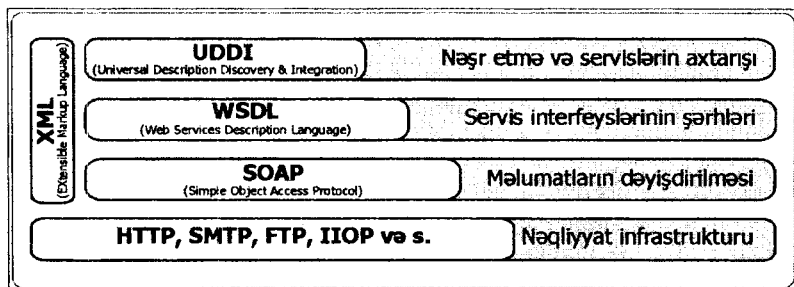 XML
(EXtensible Markup Language)
UDDI
(Universal Description Discovery & Integration)
Nəşr etmə və servislərin axtarışı
WSDL
(Web Services Description Language)
Servis interfeyslərinin şərhləri
SOAP
(Simple Object Access Protocol)
Məlumatların dəyişdirilməsi
HTTP, SMTP, FTP, IIOP və s.
Nəqliyyat infrastrukturu